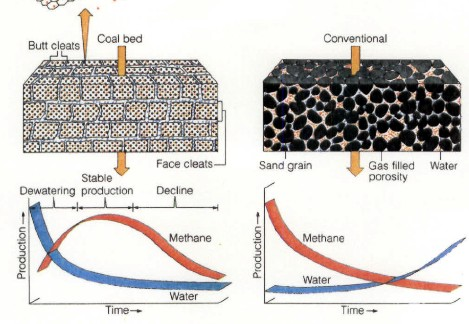 Butt cleats
Coal bed
Face cleats
Conventional
Sand grain
Gas filled
porosity
Water
Dewatering
Stable
production
Decline
Production
Methane
Water
Time
Production
Methane
Water
Time